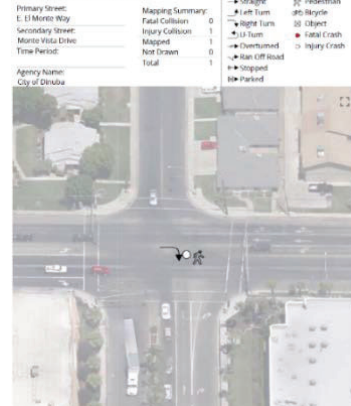 Primary Street:
E. El Monte Way
Secondary Street:
Monte Vista Drive
Time Period:
Agency Name:
City of Dinuba
Mapping Summary:
Fatal Collision 0
Injury Collision 1
Mapped 1
Not Drawn 0
Total 1
Straight
Left Turn
Right Turn
U-Turn
Overturned
Ran Off Road
Stopped
Parked
Pedestrian
Bicycle
Object
Fatal Crash
Injury Crash